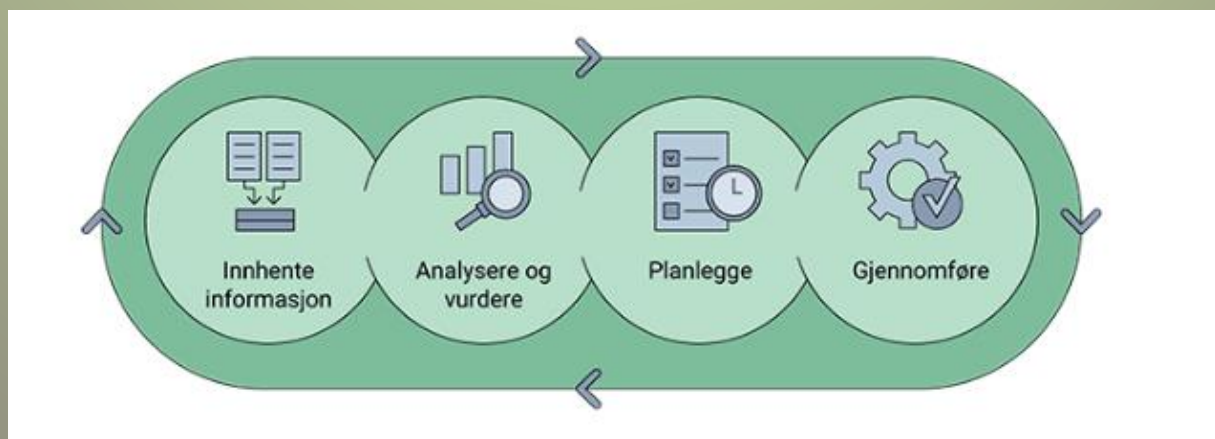 Innhente
informasjon
Analysere og
vurdere
Planlegge
Gjennomføre